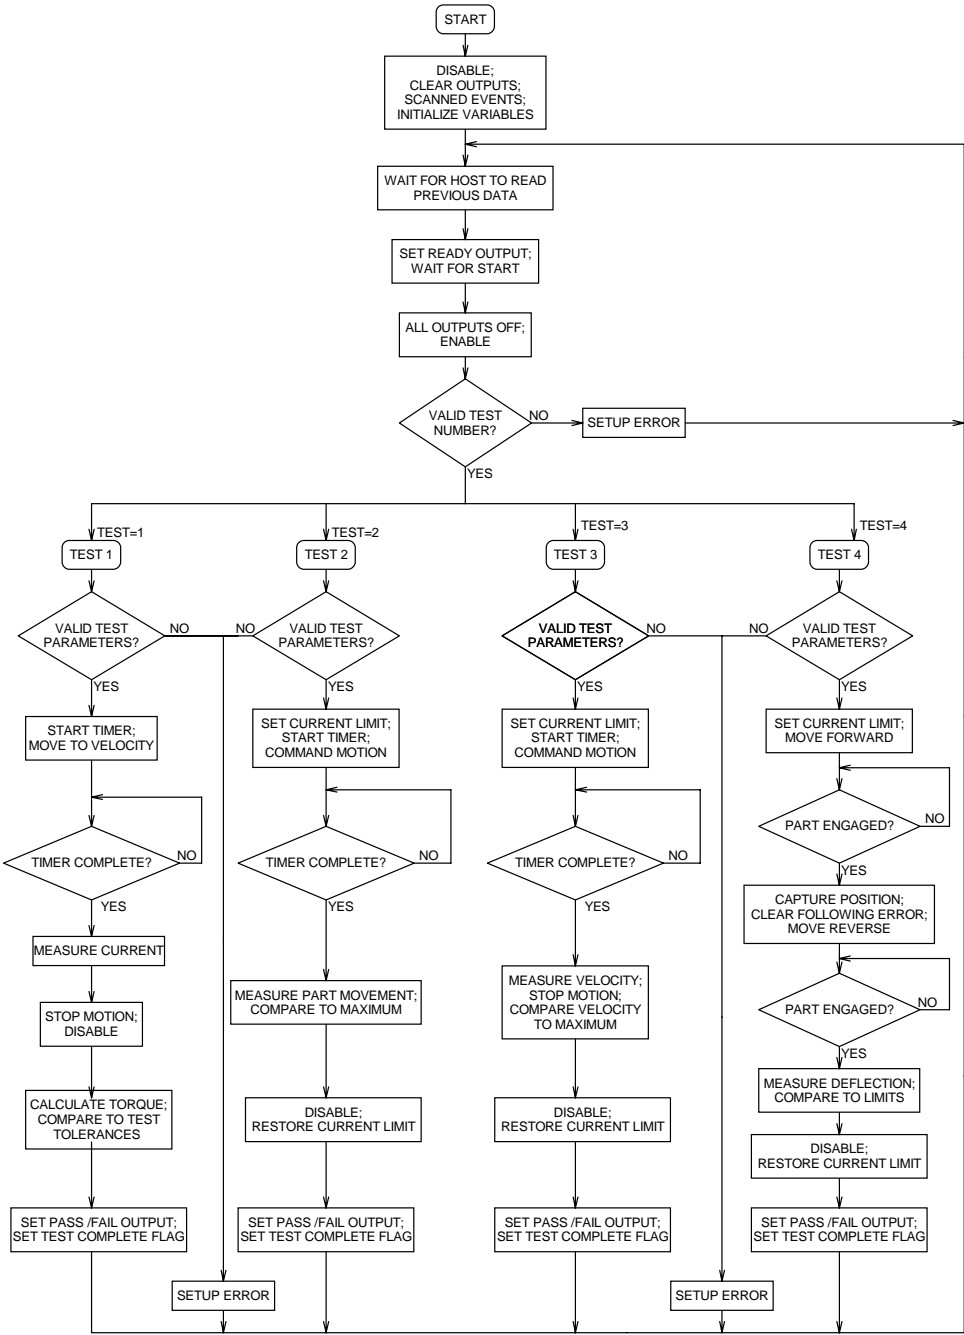 START
DISABLE;
CLEAR OUTPUTS;
SCANNED EVENTS;
INITIALIZE VARIABLES
WAIT FOR HOST TO READ
PREVIOUS DATA
SET READY OUTPUT;
WAIT FOR START
ALL OUTPUTS OFF;
ENABLE
VALID TEST
NUMBER?
NO
SETUP ERROR
YES
TEST=1
TEST 1
VALID TEST
PARAMETERS?
NO
YES
START TIMER;
MOVE TO VELOCITY
TIMER COMPLETE?
NO
YES
MEASURE CURRENT
STOP MOTION;
DISABLE
CALCULATE TORQUE;
COMPARE TO TEST
TOLERANCES
SET PASS /FAIL OUTPUT;
SET TEST COMPLETE FLAG
TEST=2
TEST 2
NO
VALID TEST
PARAMETERS?
YES
SET CURRENT LIMIT;
START TIMER;
COMMAND MOTION
TIMER COMPLETE?
NO
YES
MEASURE PART MOVEMENT;
COMPARE TO MAXIMUM
DISABLE;
RESTORE CURRENT LIMIT
SET PASS /FAIL OUTPUT;
SET TEST COMPLETE FLAG
SETUP ERROR
TEST=3
TEST 3
VALID TEST
PARAMETERS?
NO
YES
SET CURRENT LIMIT;
START TIMER;
COMMAND MOTION
TIMER COMPLETE?
NO
YES
MEASURE VELOCITY;
STOP MOTION;
COMPARE VELOCITY
TO MAXIMUM
DISABLE;
RESTORE CURRENT LIMIT
SET PASS /FAIL OUTPUT;
SET TEST COMPLETE FLAG
TEST=4
TEST 4
NO
VALID TEST
PARAMETERS?
YES
SET CURRENT LIMIT;
MOVE FORWARD
PART ENGAGED?
NO
YES
CAPTURE POSITION;
CLEAR FOLLOWING ERROR;
MOVE REVERSE
PART ENGAGED?
NO
YES
MEASURE DEFLECTION;
COMPARE TO LIMITS
DISABLE;
RESTORE CURRENT LIMIT
SET PASS /FAIL OUTPUT;
SET TEST COMPLETE FLAG
SETUP ERROR